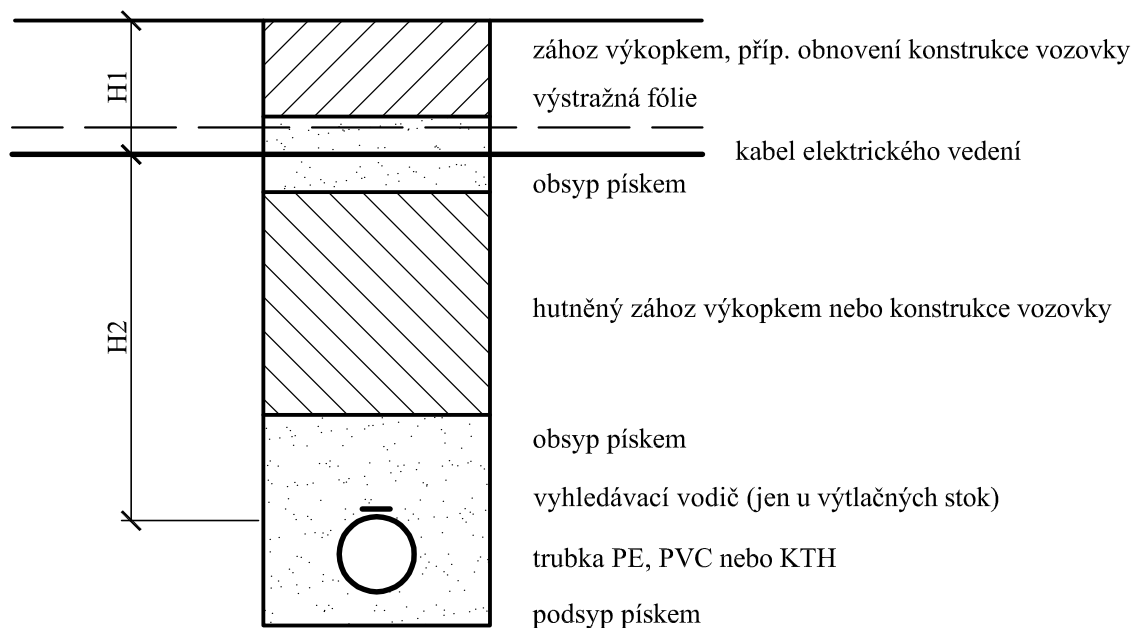 zához výkopkem, příp. obnovení konstrukce vozovky
H1
výstražná fólie
kabel elektrického vedení
obsyp pískem
hutněný zához výkopkem nebo konstrukce vozovky
H2
obsyp pískem
vyhledávací vodič (jen u výtlačných stok)
trubka PE, PVC nebo KTH
podsyp pískem